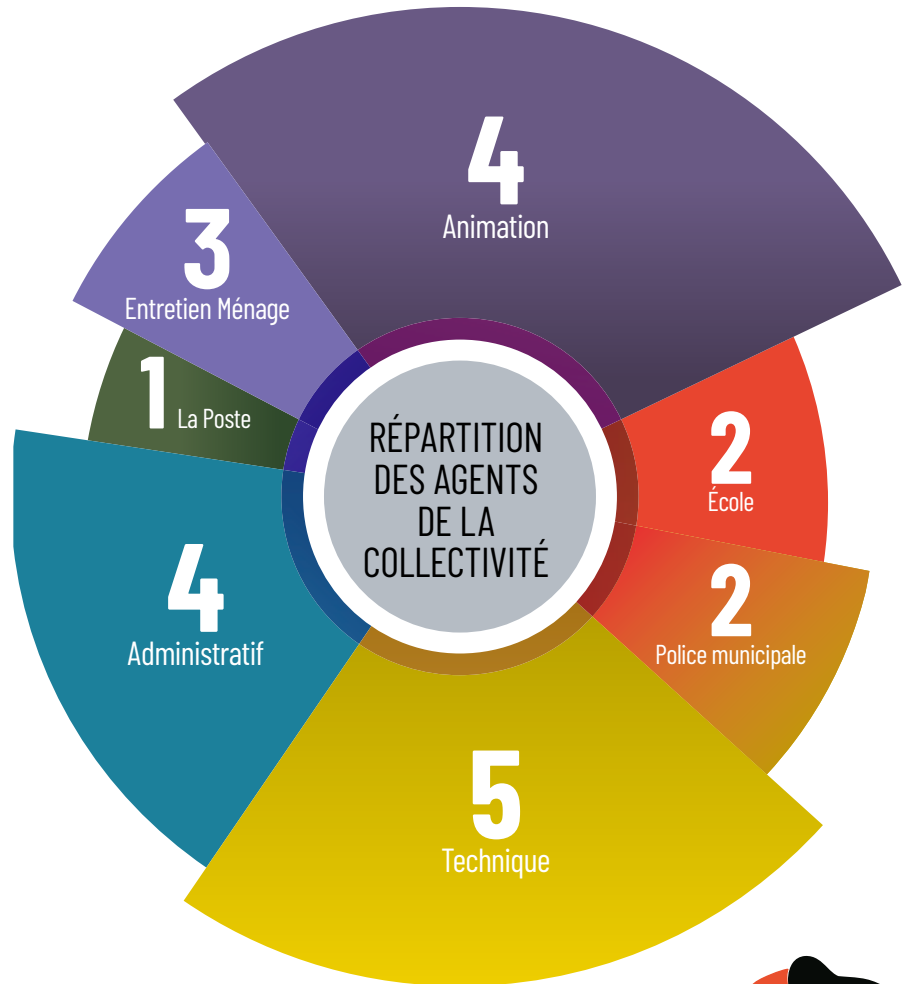 4
Animation
3
Entretien Ménage
1 La Poste
RÉPARTITION
DES AGENTS
DE LA
COLLECTIVITÉ
2
École
2
Police municipale
4
Administratif
5
Technique